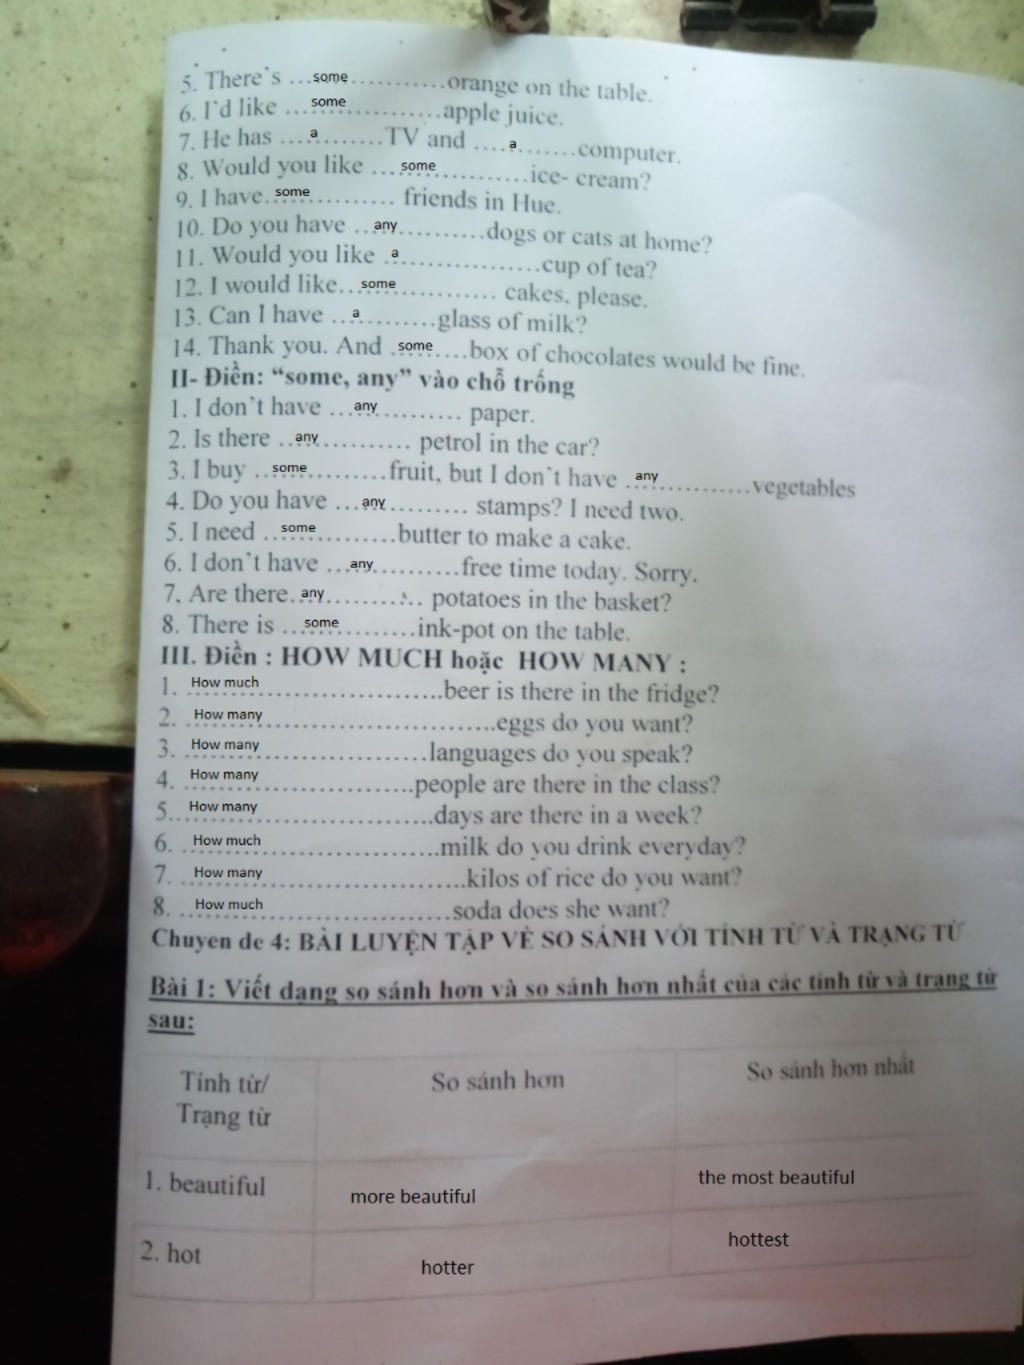 5. There's ...some.............orange on the table.
6. I'd like ...some.............apple juice.
7. He has ....a.........TV and ....a........computer.
8. Would you like ...some.............ice- cream?
9. I have.some............ friends in Hue.
10. Do you have ..any...........dogs or cats at home?
11. Would you like .a..................cup of tea?
12. I would like..some............. cakes, please.
13. Can I have ...a..........glass of milk?
14. Thank you. And .some....box of chocolates would be fine.
II- Điền: “some, any” vào chỗ trống
1. I don't have ...any.......... paper.
2. Is there ..any........... petrol in the car?
3. I buy ..some..........fruit, but I don't have .any............vegetables
4. Do you have ...any......... stamps? I need two.
5. I need ..some............butter to make a cake.
6. I don't have ...any..........free time today. Sorry.
7. Are there..any........... potatoes in the basket?
8. There is ...some...........ink-pot on the table.
III. Điền : HOW MUCH hoặc HOW MANY :
1. How much.....................beer is there in the fridge?
2. How many.........................eggs do you want?
3. How many....................languages do you speak?
4. How many..................people are there in the class?
5.. How many....................days are there in a week?
6. How much....................milk do you drink everyday?
7. How many.......................kilos of rice do you want?
8. How much.....................soda does she want?
Chuyen de 4: BÀI LUYỆN TẬP VỀ SO SÁNH VỚI TÍNH TỪ VÀ TRẠNG TỪ
Bài 1: Viết dạng so sánh hơn và so sánh hơn nhất của các tính từ và trạng từ
sau:
Tính từ/ So sánh hơn So sánh hơn nhất
Trạng từ
1. beautiful more beautiful the most beautiful
2. hot hotter hottest